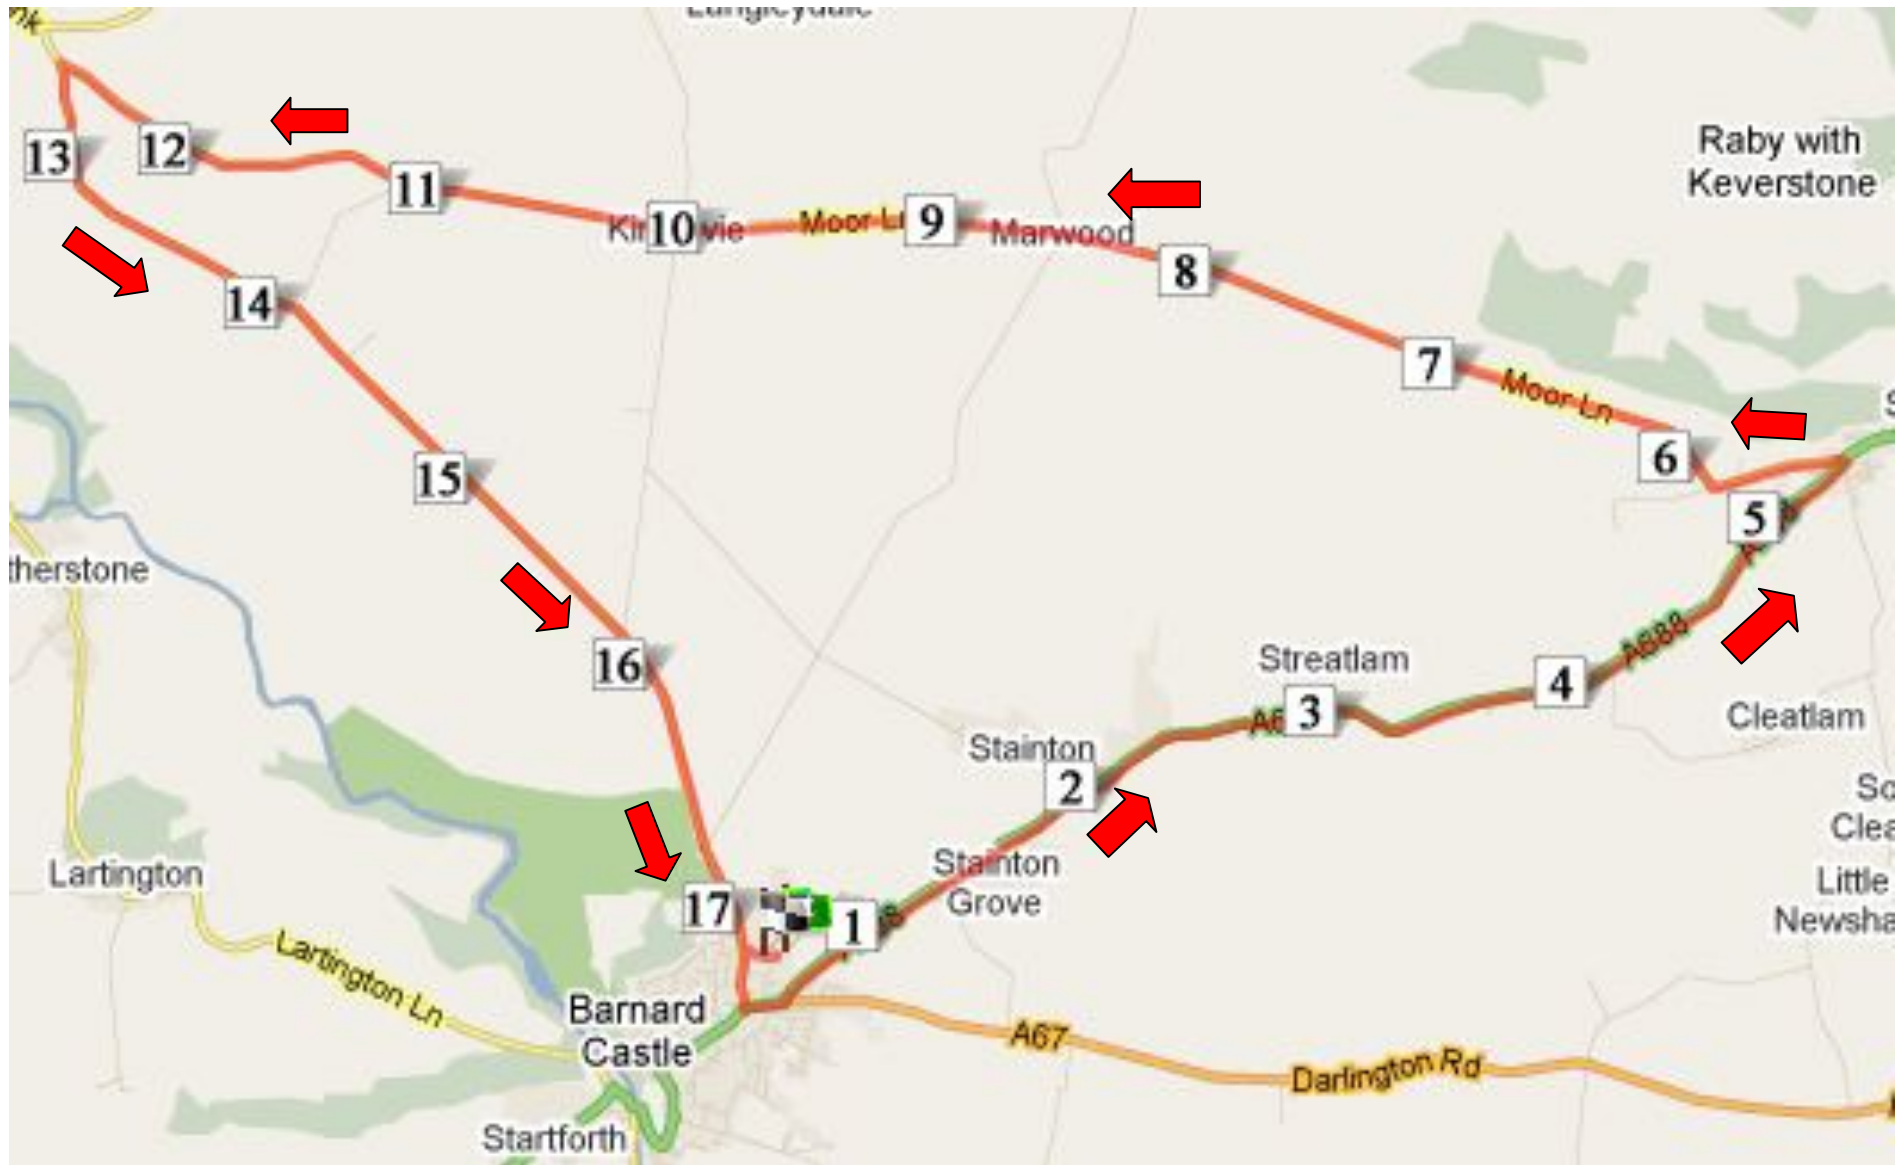 Langleydale
Raby with
Keverstone
13
12
11
10
Moor Ln
9
Marwood
8
14
7
Moor Ln
6
15
5
therstone
A688
16
Streatlam
4
3
Cleatlam
Stainton
2
Lartington
Stainton
Grove
17
1
Little
Newsha
Lartington Ln
Barnard
Castle
A67
Darlington Rd
Startforth